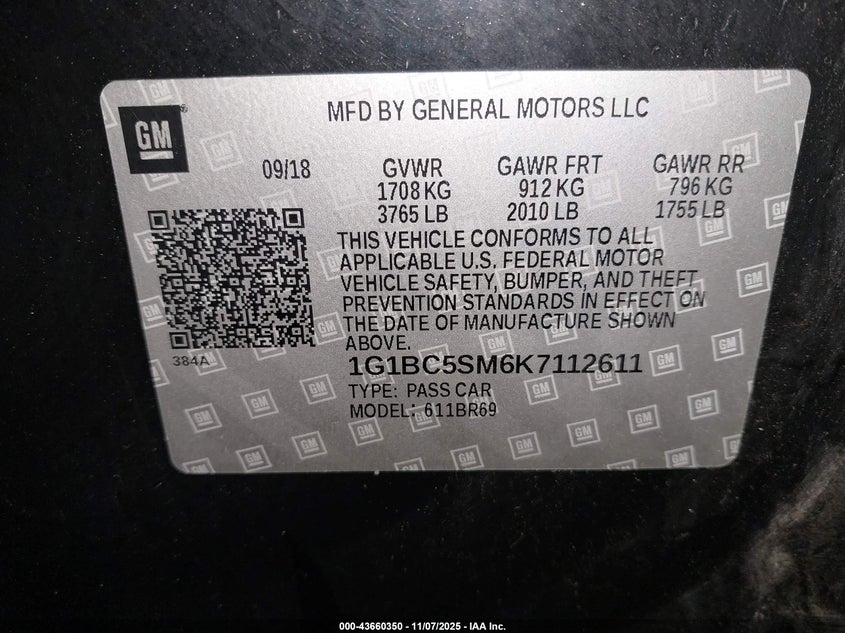 GM
MFD BY GENERAL MOTORS LLC
09/18 GVWR GAWR FRT GAWR RR
1708 KG 912 KG 796 KG
3765 LB 2010 LB 1755 LB
THIS VEHICLE CONFORMS TO ALL
APPLICABLE U.S. FEDERAL MOTOR
VEHICLE SAFETY, BUMPER, AND THEFT
PREVENTION STANDARDS IN EFFECT ON
THE DATE OF MANUFACTURE SHOWN
ABOVE.
384A
1G1BC5SM6K7112611
TYPE: PASS CAR
MODEL: 611BR69
000-43660350 - 11/07/2025 - IAA Inc.